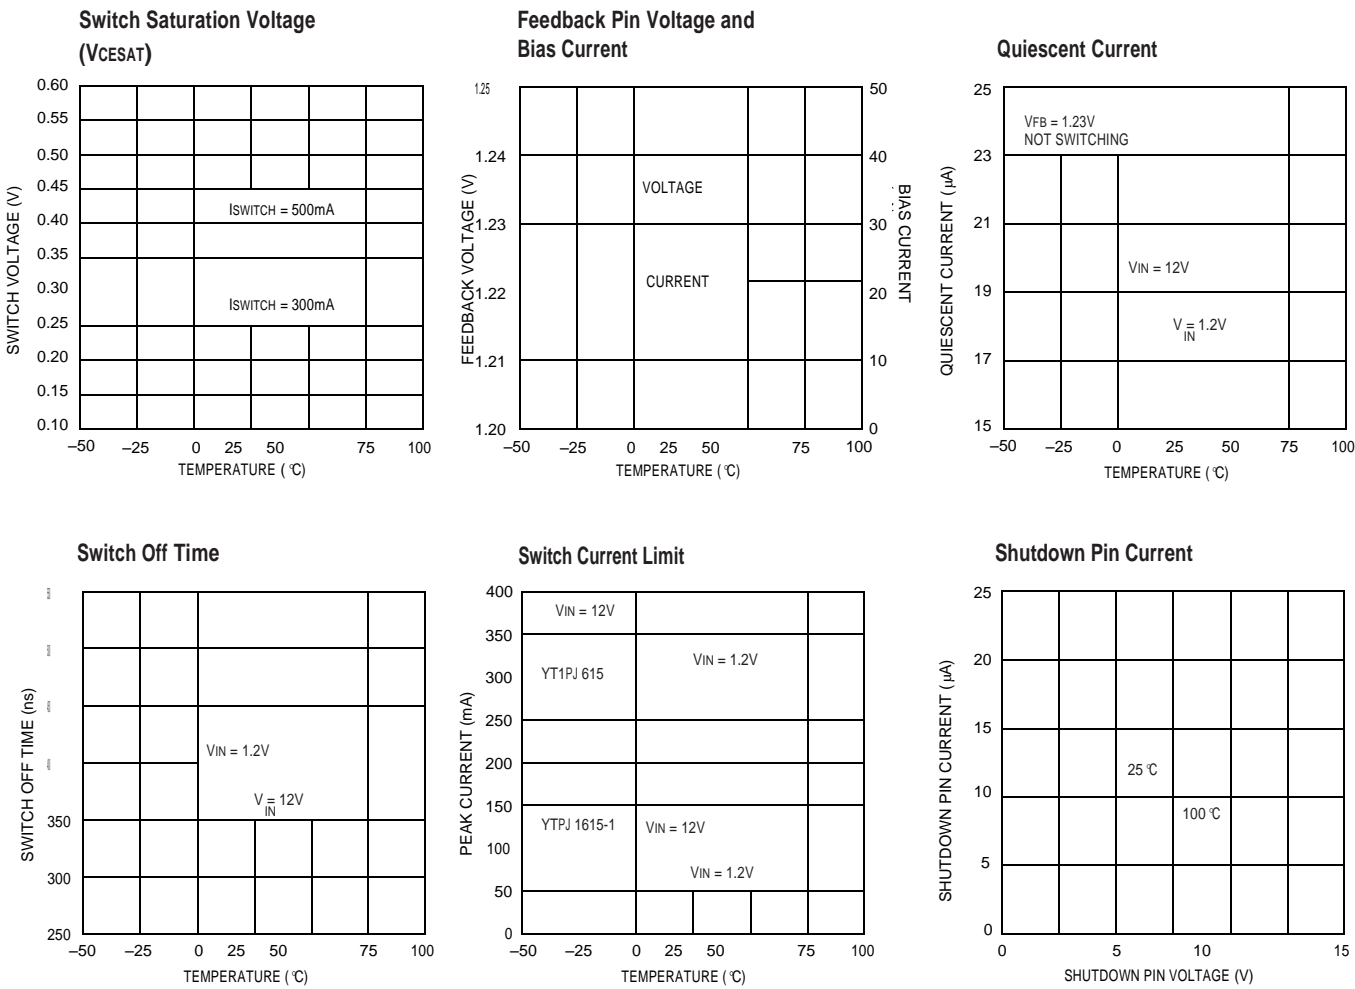 Switch Saturation Voltage
(VCESAT)
0.60
0.55
0.50
0.45
0.40
0.35
0.30
0.25
0.20
0.15
0.10
SWITCH VOLTAGE (V)
ISWITCH = 500mA
ISWITCH = 300mA
–50 –25 0 25 50 75 100
TEMPERATURE (°C)
Feedback Pin Voltage and
Bias Current
1.25
1.24
1.23
1.22
1.21
1.20
FEEDBACK VOLTAGE (V)
VOLTAGE
CURRENT
50
40
30
20
10
0
BIAS CURRENT
–50 –25 0 25 50 75 100
TEMPERATURE (°C)
Quiescent Current
25
23
21
19
17
15
QUIESCENT CURRENT (µA)
VFB = 1.23V
NOT SWITCHING
VIN = 12V
VIN = 1.2V
–50 –25 0 25 50 75 100
TEMPERATURE (°C)
Switch Off Time
350
300
250
SWITCH OFF TIME (ns)
VIN = 1.2V
VIN = 12V
–50 –25 0 25 50 75 100
TEMPERATURE (°C)
Switch Current Limit
400
350
300
250
200
150
100
50
0
PEAK CURRENT (mA)
VIN = 12V
VIN = 1.2V
YT1PJ 615
YTPJ 1615-1
VIN = 12V
VIN = 1.2V
–50 –25 0 25 50 75 100
TEMPERATURE (°C)
Shutdown Pin Current
25
20
15
10
5
0
SHUTDOWN PIN CURRENT (µA)
25°C
100°C
0 5 10 15
SHUTDOWN PIN VOLTAGE (V)